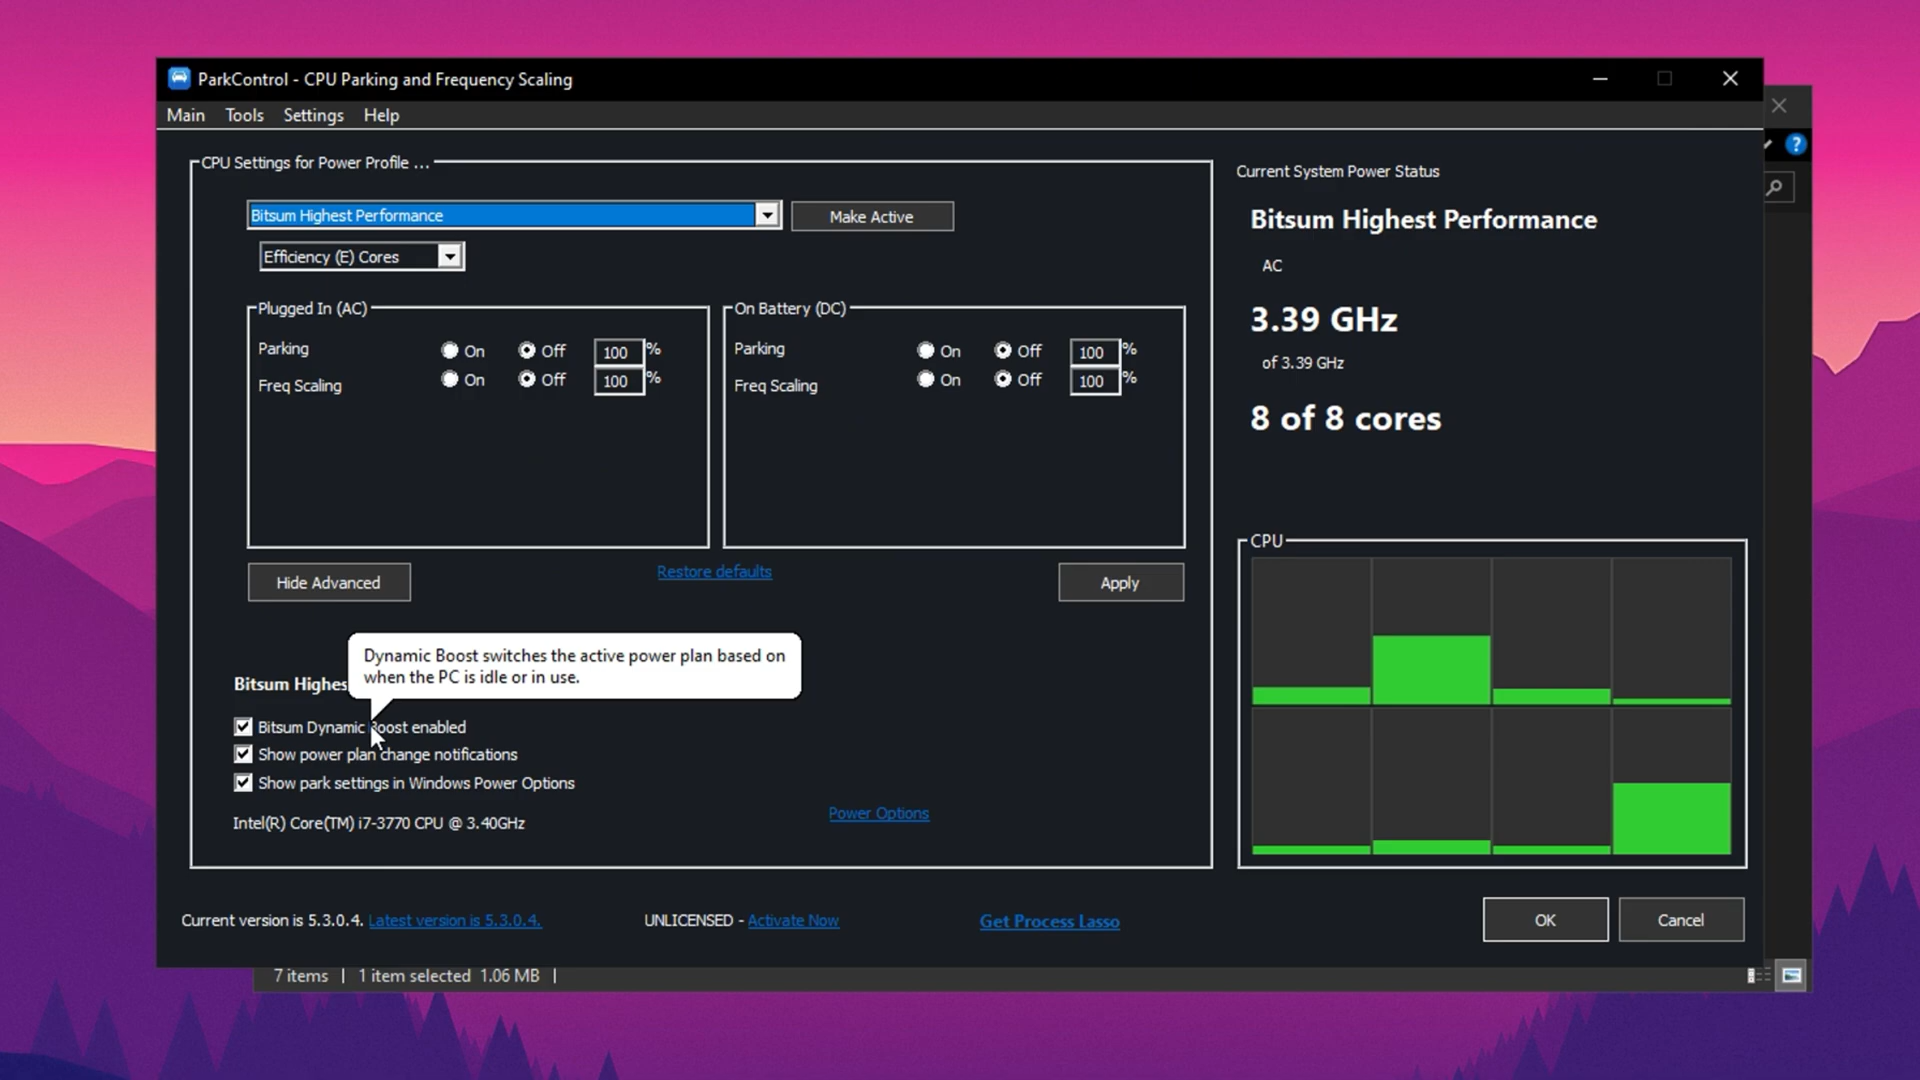 ParkControl - CPU Parking and Frequency Scaling
Main Tools Settings Help
CPU Settings for Power Profile ...
Bitsum Highest Performance
Make Active
Efficiency (E) Cores
Plugged In (AC)
Parking On Off 100 %
Freq Scaling On Off 100 %
On Battery (DC)
Parking On Off 100 %
Freq Scaling On Off 100 %
Hide Advanced
Restore defaults
Apply
Dynamic Boost switches the active power plan based on
when the PC is idle or in use.
Bitsum Highes
Bitsum Dynamic Boost enabled
Show power plan change notifications
Show park settings in Windows Power Options
Intel(R) Core(TM) i7-3770 CPU @ 3.40GHz
Power Options
Current System Power Status
Bitsum Highest Performance
AC
3.39 GHz
of 3.39 GHz
8 of 8 cores
CPU
Current version is 5.3.0.4. Latest version is 5.3.0.4.
UNLICENSED - Activate Now
Get Process Lasso
OK
Cancel
7 items | 1 item selected 1.06 MB |
?